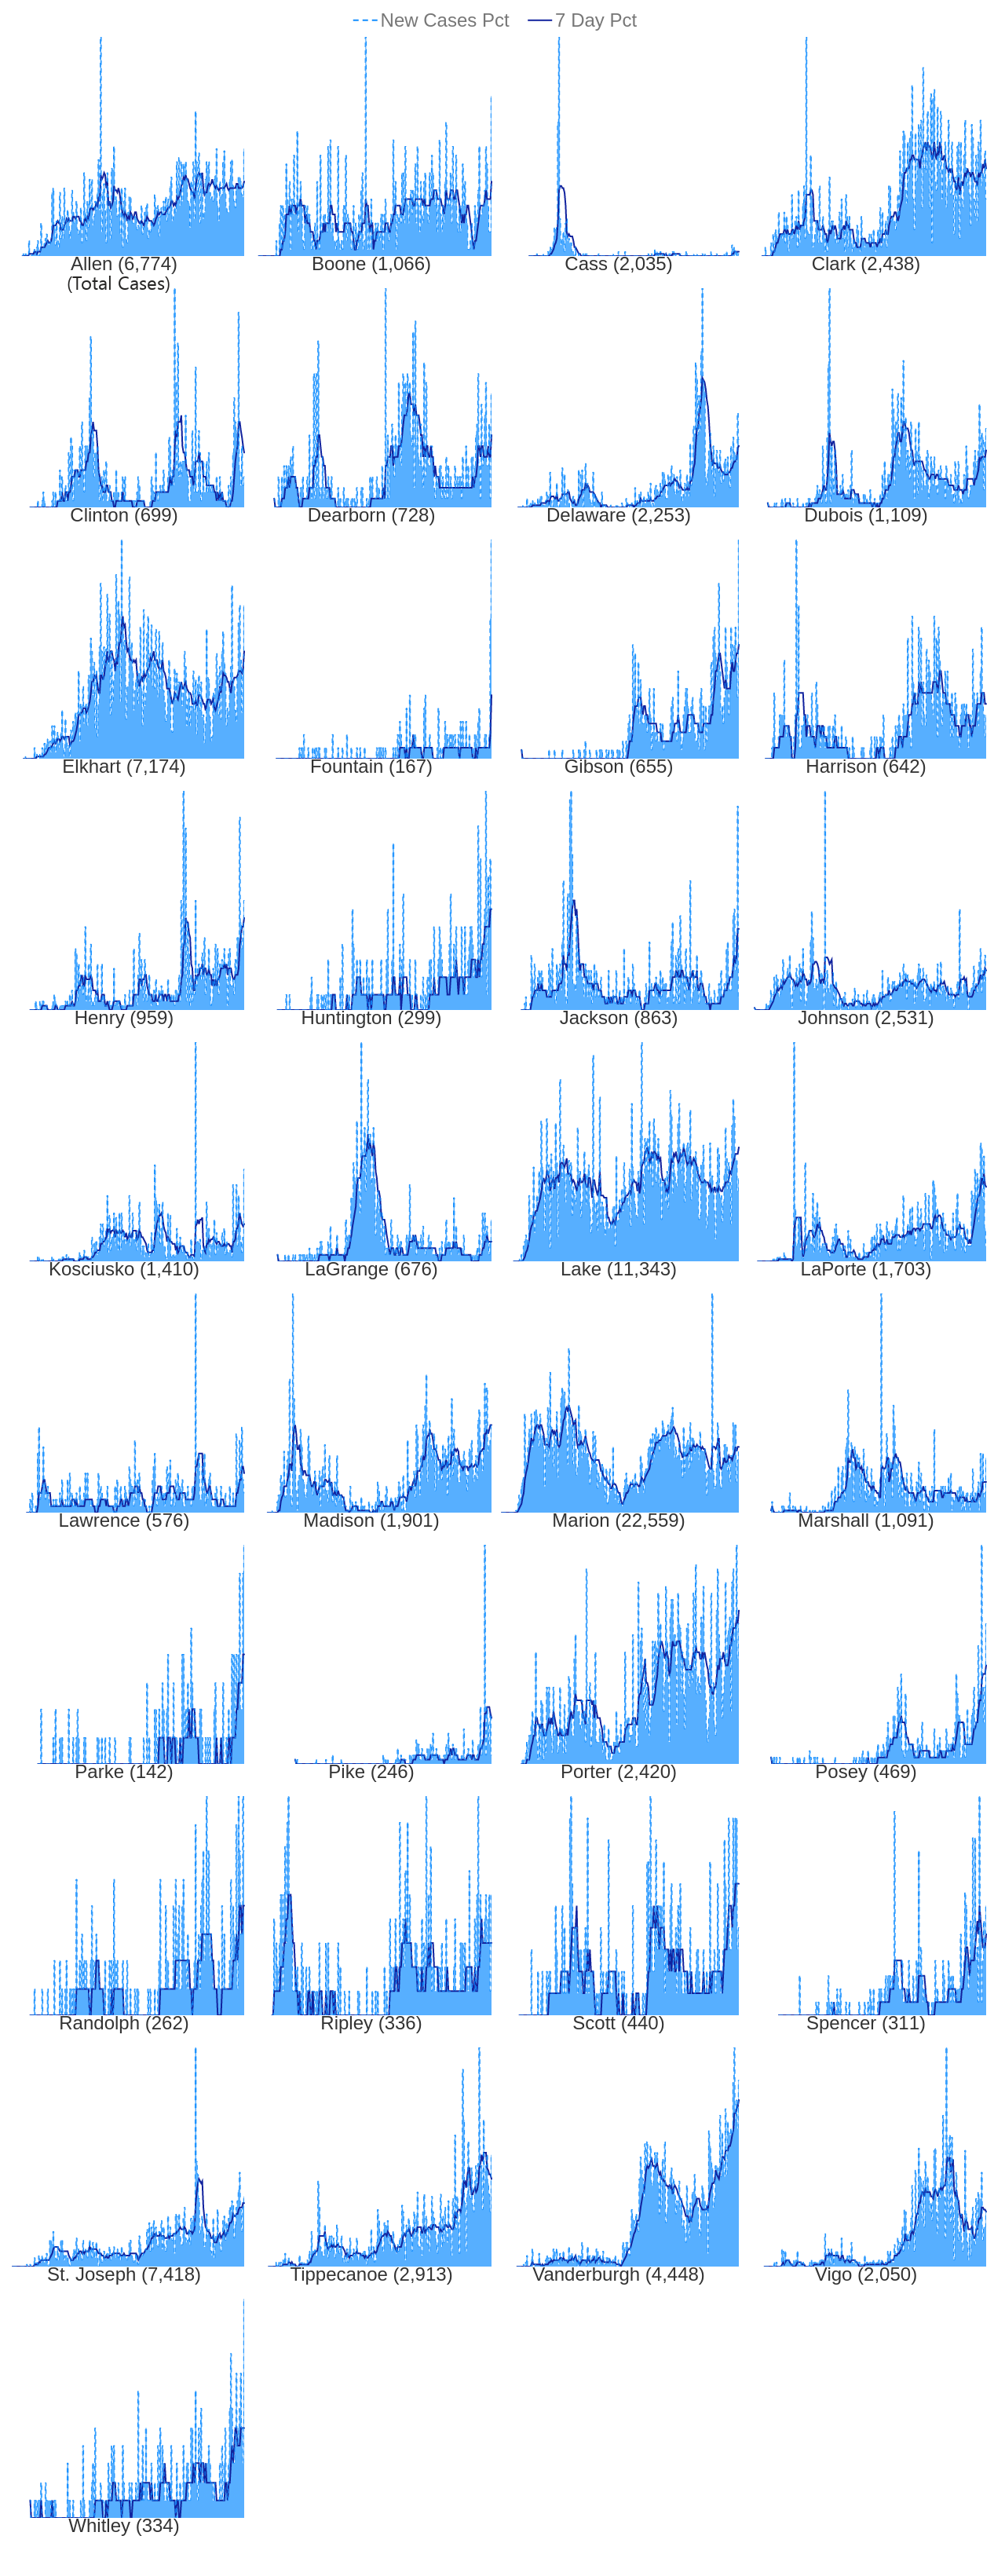 New Cases Pct 7 Day Pct
Allen (6,774) Boone (1,066) Cass (2,035) Clark (2,438)
(Total Cases)
Clinton (699) Dearborn (728) Delaware (2,253) Dubois (1,109)
Elkhart (7,174) Fountain (167) Gibson (655) Harrison (642)
Henry (959) Huntington (299) Jackson (863) Johnson (2,531)
Kosciusko (1,410) LaGrange (676) Lake (11,343) LaPorte (1,703)
Lawrence (576) Madison (1,901) Marion (22,559) Marshall (1,091)
Parke (142) Pike (246) Porter (2,420) Posey (469)
Randolph (262) Ripley (336) Scott (440) Spencer (311)
St. Joseph (7,418) Tippecanoe (2,913) Vanderburgh (4,448) Vigo (2,050)
Whitley (334)